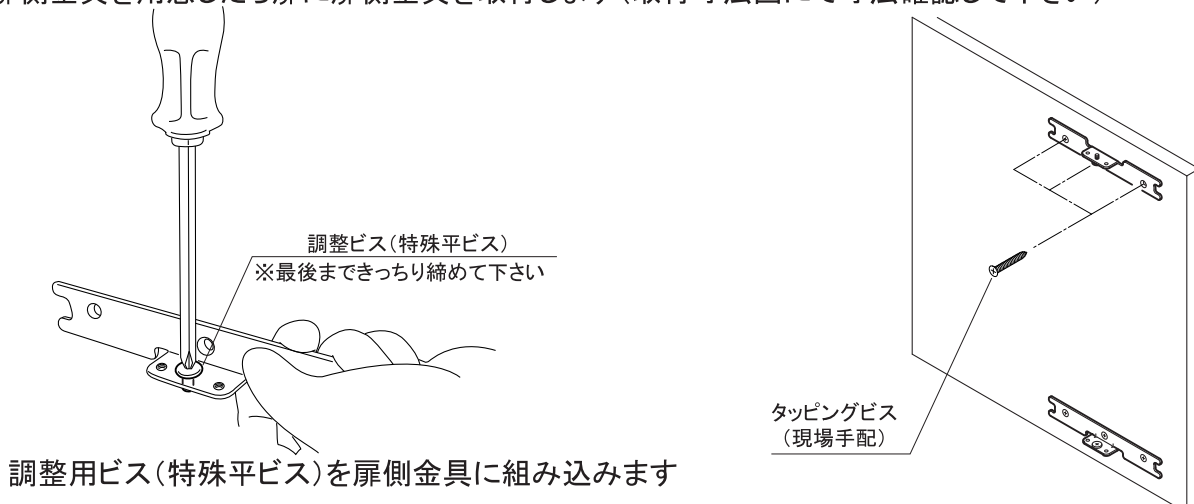 扉側金具を用意したら扉に扉側金具を取付します(取付寸法図にて寸法確認して下さい)
調整ビス(特殊平ビス)
※最後まできっちり締めて下さい
タッピングビス
(現場手配)
調整用ビス(特殊平ビス)を扉側金具に組み込みます